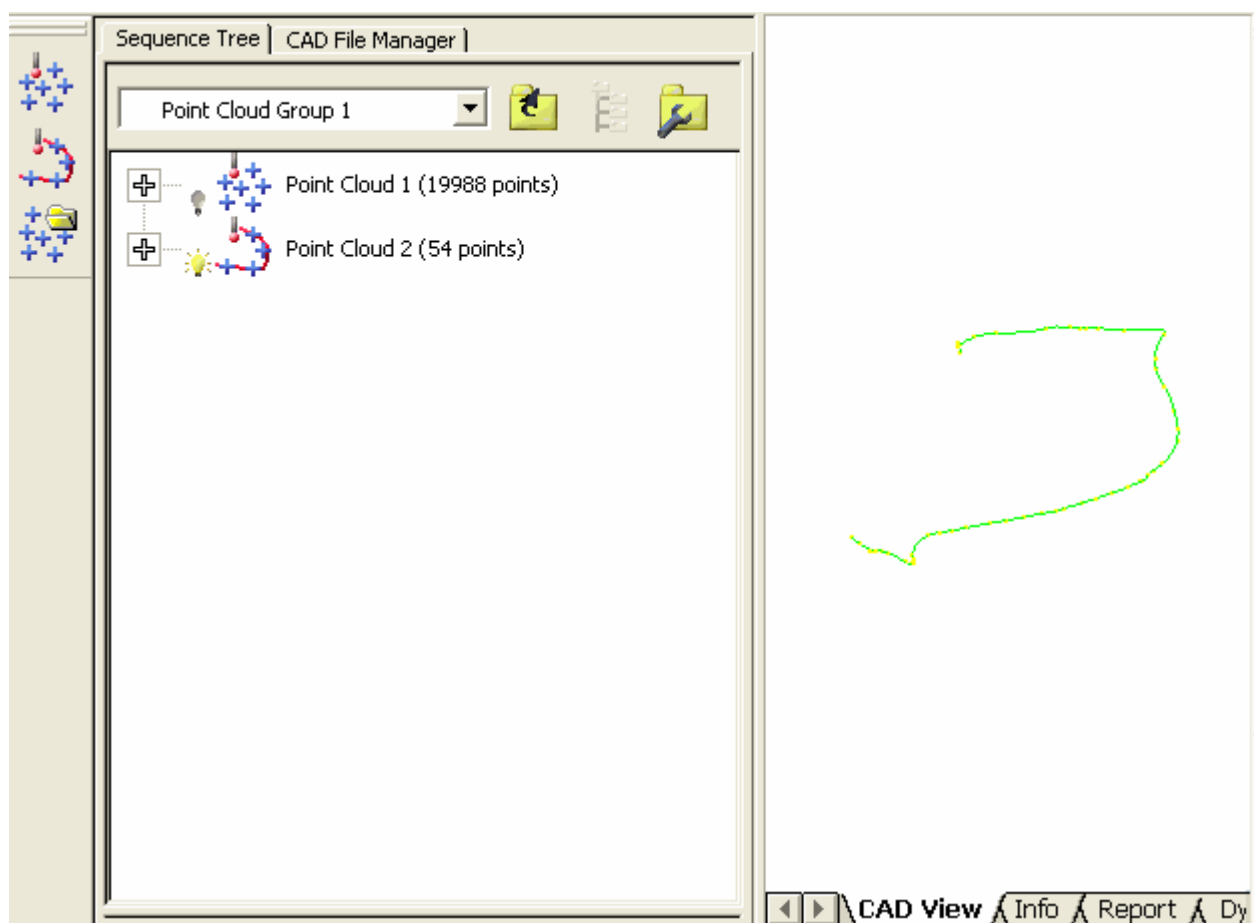 Sequence Tree CAD File Manager
Point Cloud Group 1
Point Cloud 1 (19988 points)
Point Cloud 2 (54 points)
CAD View Info Report